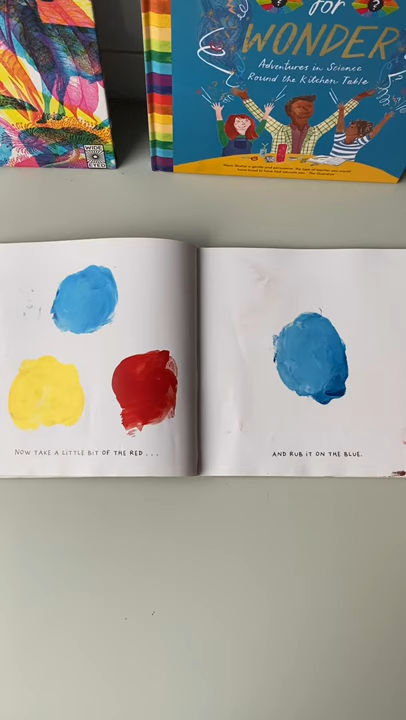 WIDE
EYED
for
WONDER
Adventures in Science
Round the Kitchen Table
NOW TAKE A LITTLE BIT OF THE RED...
AND RUB IT ON THE BLUE.